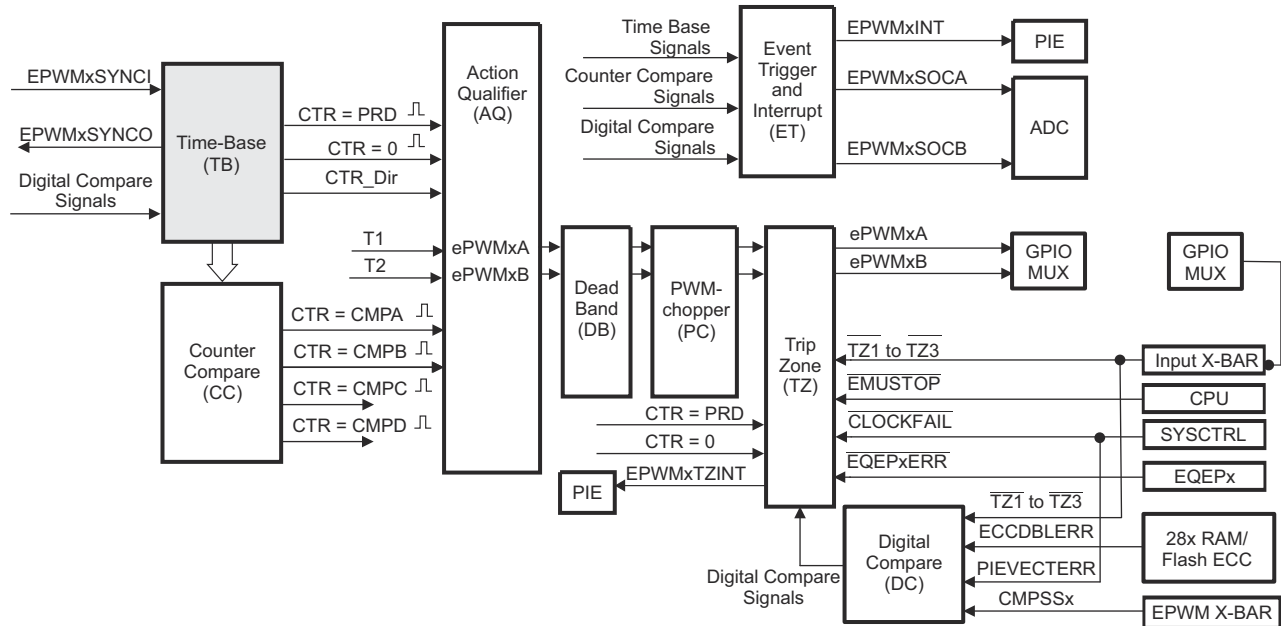 EPWMxSYNCI
EPWMxSYNCO
Digital Compare
Signals
Time-Base
(TB)
CTR = PRD
CTR = 0
CTR_Dir
T1
T2
Counter
Compare
(CC)
CTR = CMPA
CTR = CMPB
CTR = CMPC
CTR = CMPD
Action
Qualifier
(AQ)
ePWMxA
ePWMxB
Dead
Band
(DB)
PWM-
chopper
(PC)
Time Base
Signals
Counter Compare
Signals
Digital Compare
Signals
Event
Trigger
and
Interrupt
(ET)
EPWMxINT
EPWMxSOCA
EPWMxSOCB
PIE
ADC
Trip
Zone
(TZ)
ePWMxA
ePWMxB
GPIO
MUX
GPIO
MUX
TZ1 to TZ3
EMUSTOP
CLOCKFAIL
EQEPxERR
Input X-BAR
CPU
SYSCTRL
EQEPx
CTR = PRD
CTR = 0
EPWMxTZINT
PIE
Digital Compare
Signals
Digital
Compare
(DC)
TZ1 to TZ3
ECCDBLERR
PIEVECTERR
CMPSSx
28x RAM/
Flash ECC
EPWM X-BAR